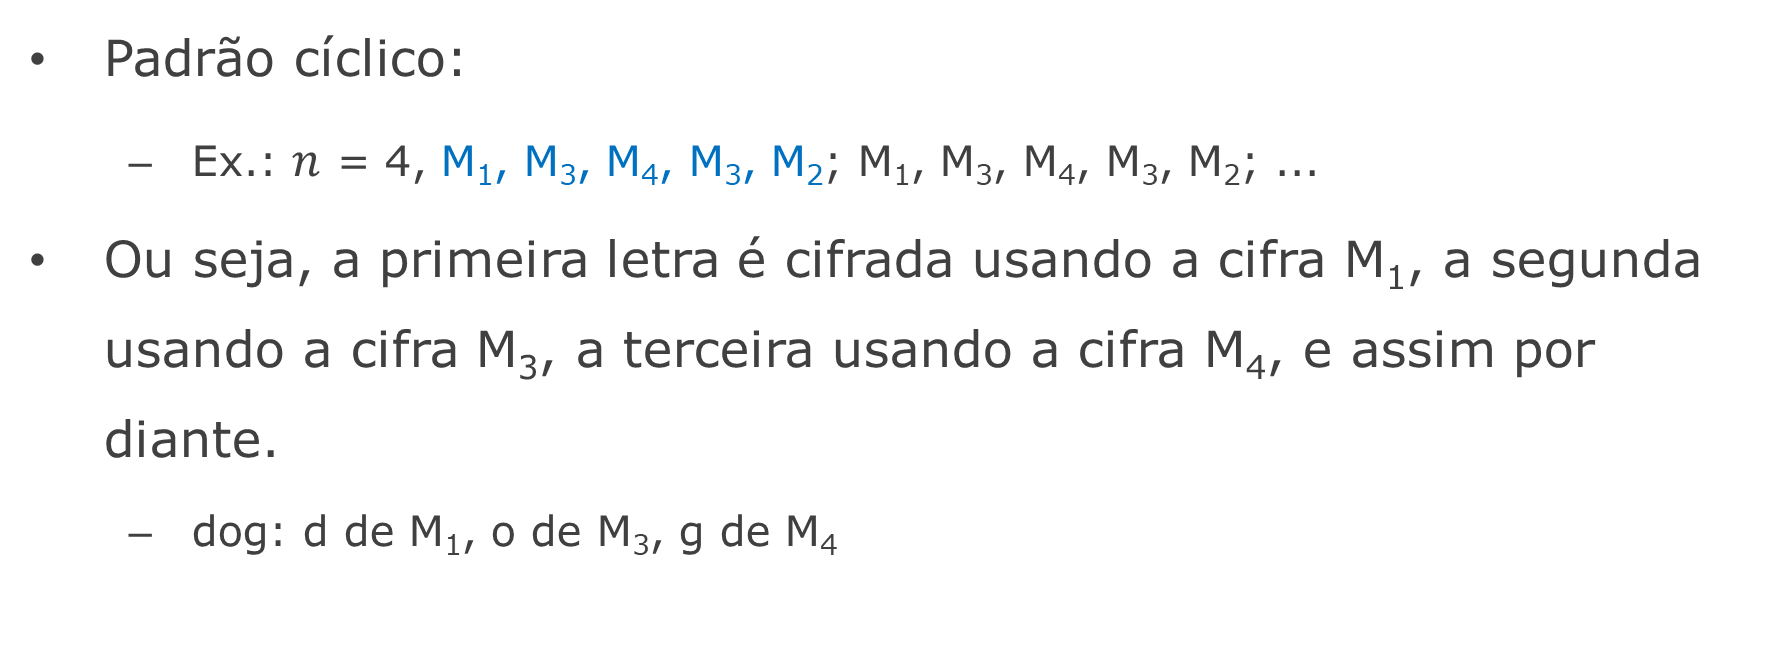 • Padrão cíclico:
– Ex.: 𝑛 = 4, M₁, M₃, M₄, M₃, M₂; M₁, M₃, M₄, M₃, M₂; ...
• Ou seja, a primeira letra é cifrada usando a cifra M₁, a segunda
usando a cifra M₃, a terceira usando a cifra M₄, e assim por
diante.
– dog: d de M₁, o de M₃, g de M₄